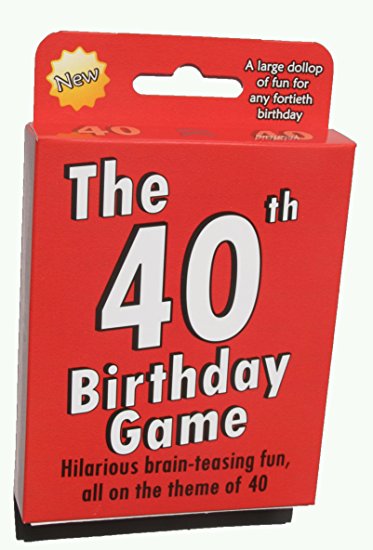 New
A large dollop
of fun for
any fortieth
birthday
40
The
40th
Birthday
Game
Hilarious brain-teasing fun,
all on the theme of 40